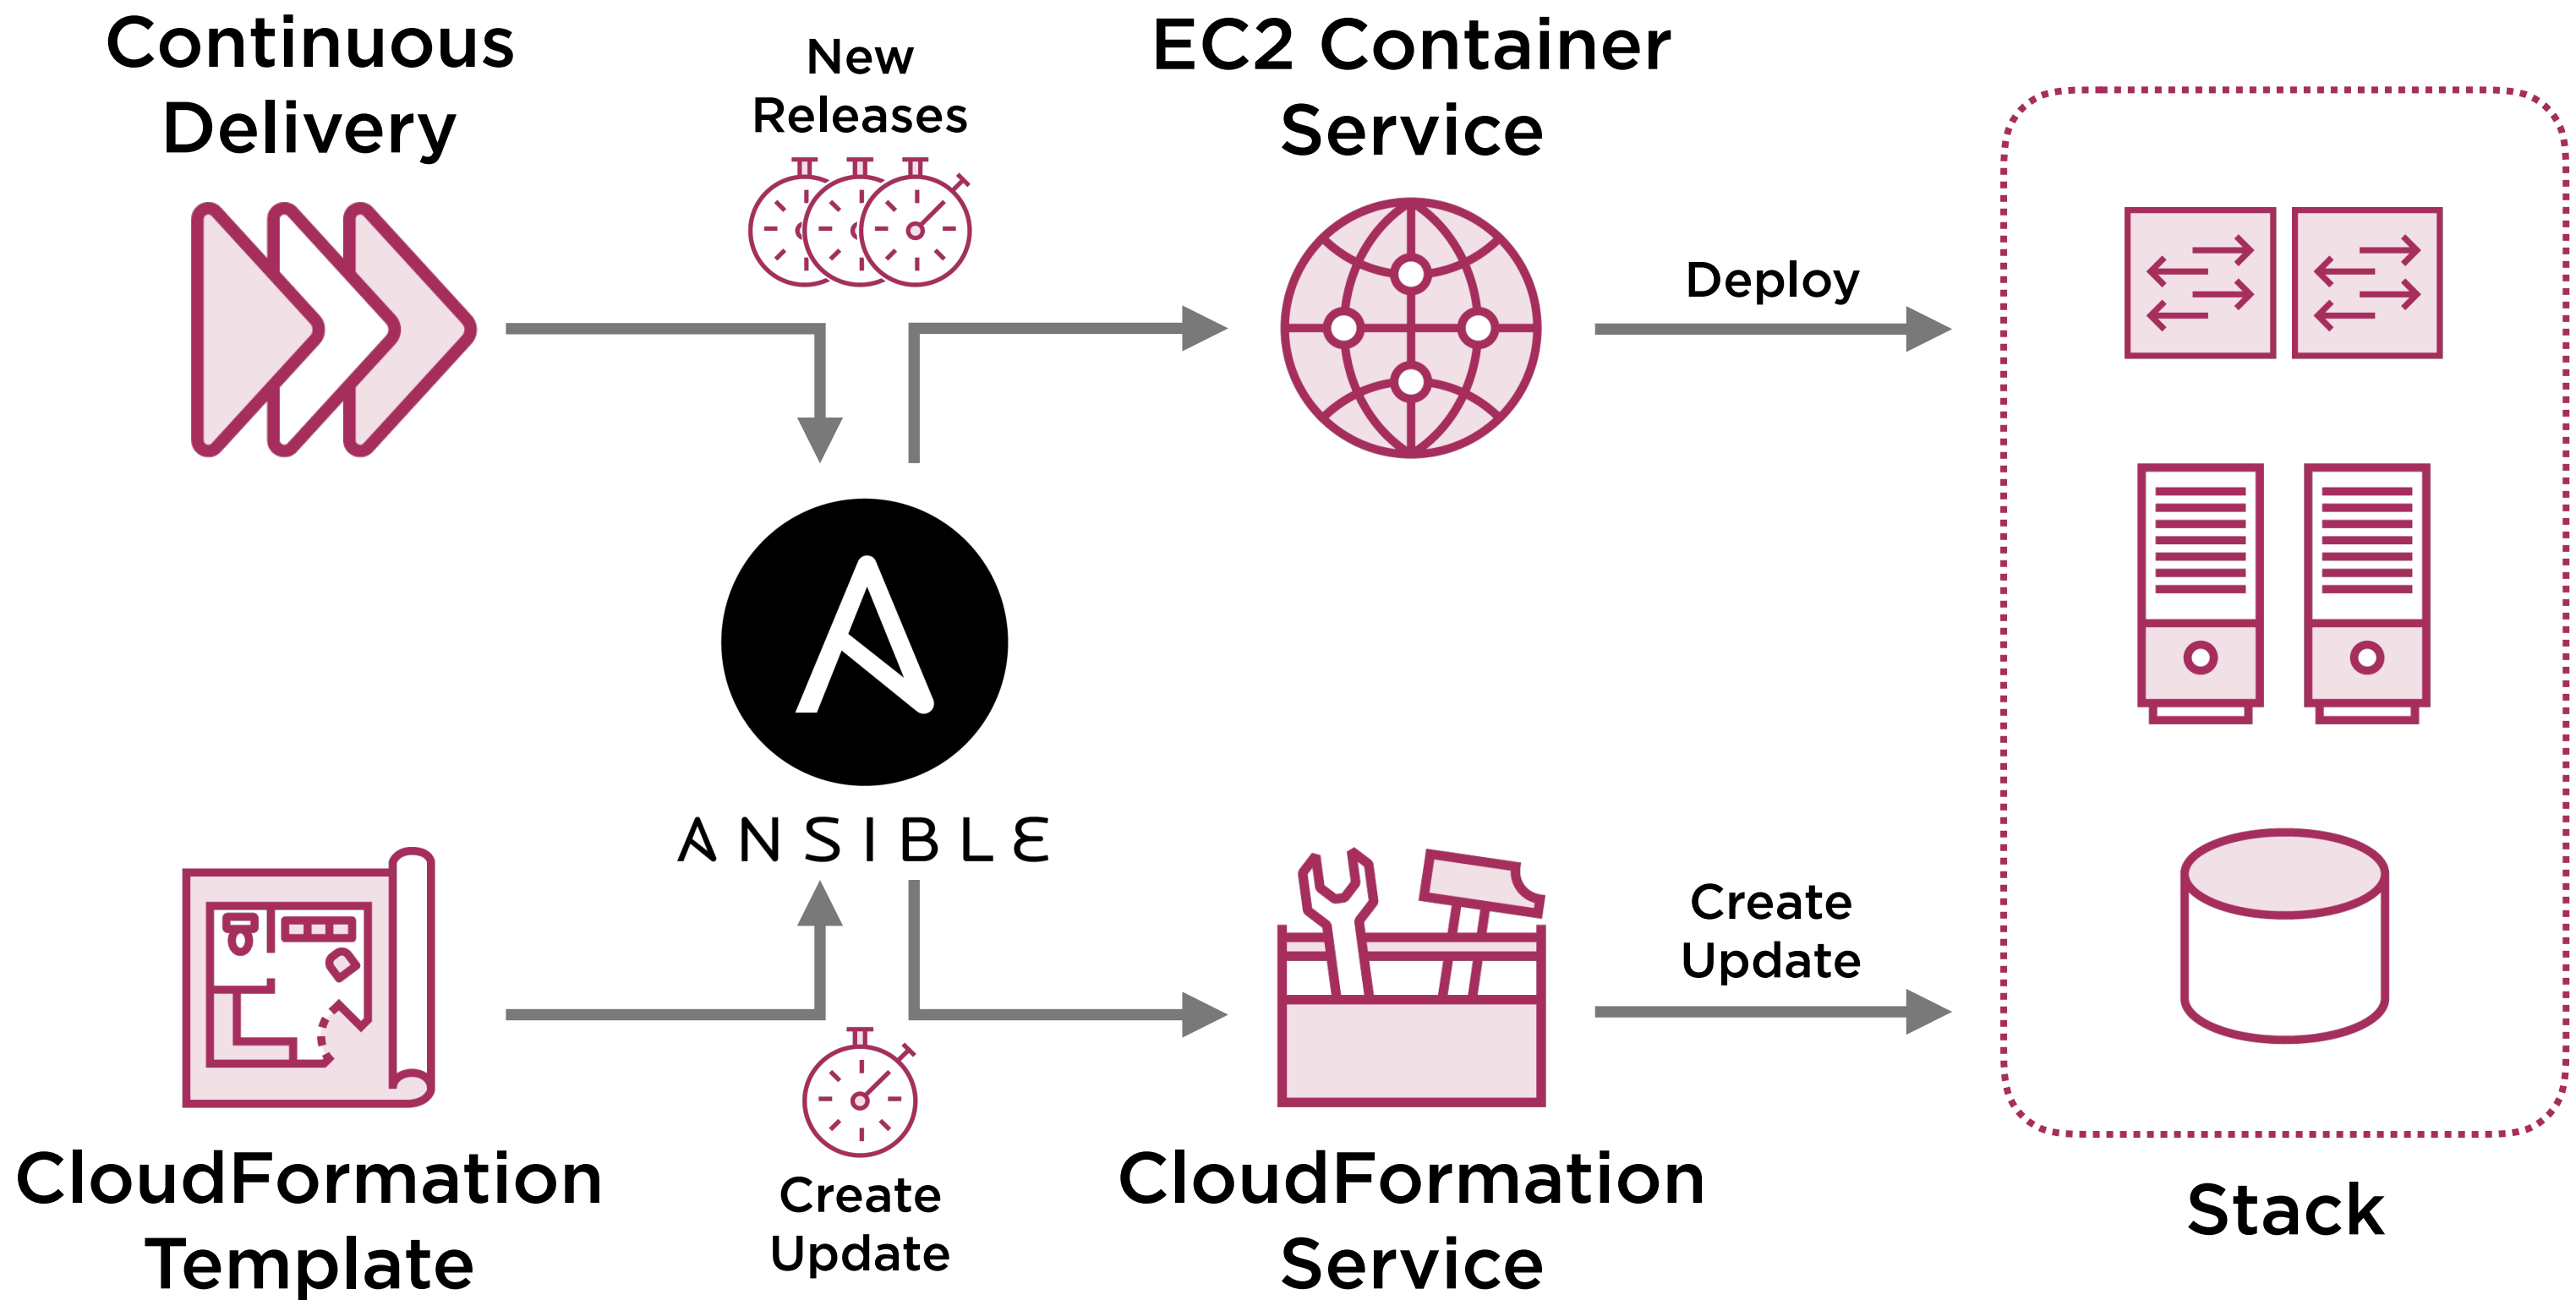 Continuous
Delivery
New
Releases
EC2 Container
Service
Deploy
ANSIBLE
Create
Update
CloudFormation
Template
Create
Update
CloudFormation
Service
Stack